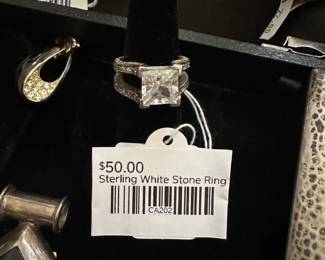 $50.00
Sterling White Stone Ring
CA202